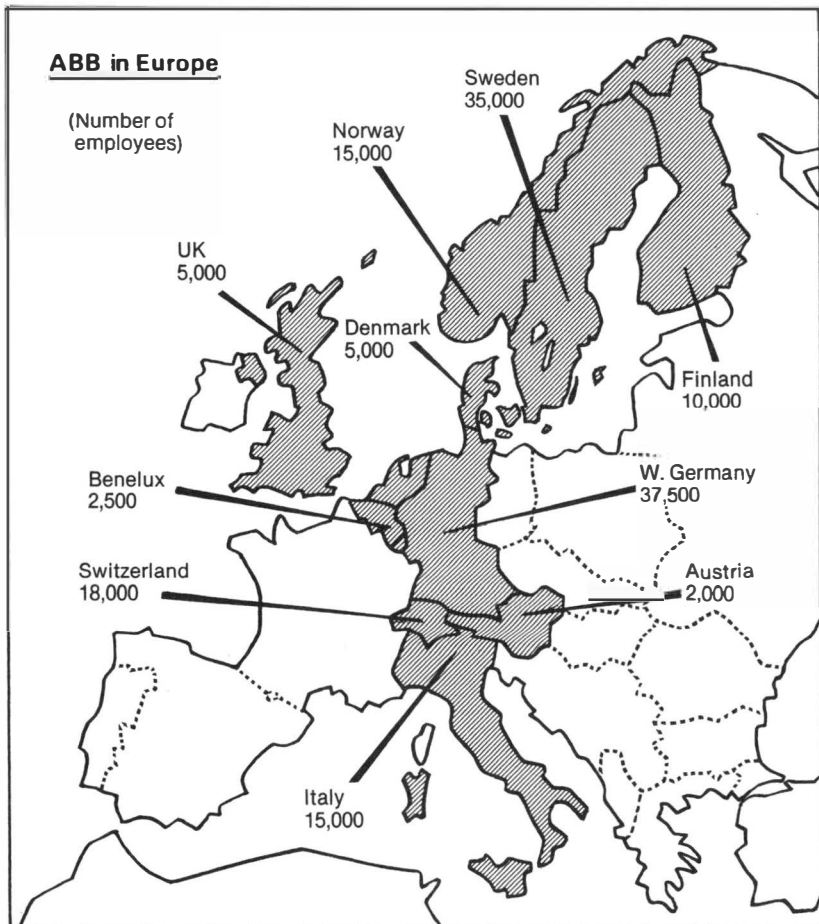 ABB in Europe
(Number of
employees)
Sweden
35,000
Norway
15,000
UK
5,000
Denmark
5,000
Finland
10,000
Benelux
2,500
W. Germany
37,500
Switzerland
18,000
Austria
2,000
Italy
15,000